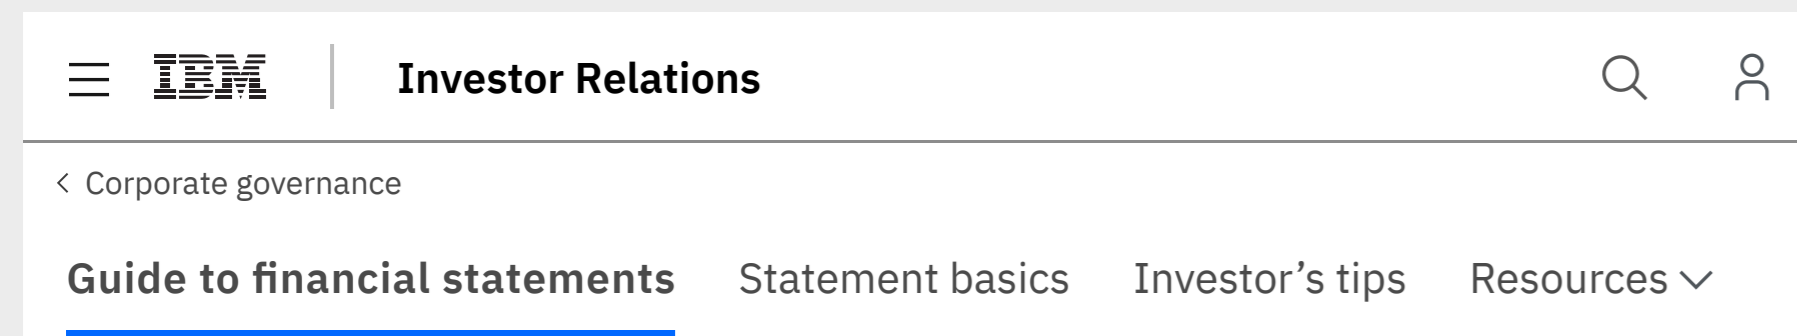 IBM Investor Relations
Corporate governance
Guide to financial statements Statement basics Investor’s tips Resources